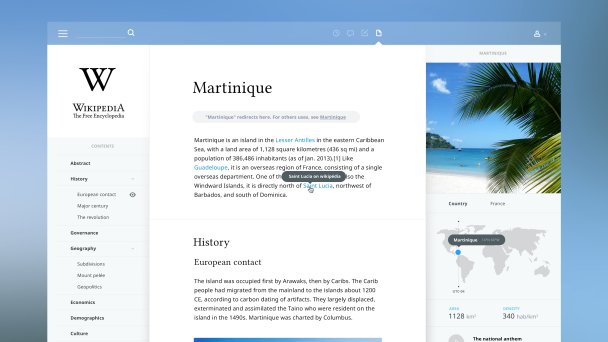 MARTINIQUE
WIKIPEDIA
The Free Encyclopedia
CONTENTS
Abstract
History
European contact
Major century
The revolution
Governance
Geography
Subdivisions
Mount pelée
Geopolitics
Economics
Demographics
Culture
Martinique
"Martinique" redirects here. For others uses, see Martinique
Martinique is an island in the Lesser Antilles in the eastern Caribbean
Sea, with a land area of 1,128 square kilometres (436 sq mi) and a
population of 386,486 inhabitants (as of Jan. 2013).[1] Like
Guadeloupe, it is an overseas region of France, consisting of a single
overseas department. One of th so the
Saint Lucia on wikipédia
Windward Islands, it is directly north of Saint Lucia, northwest of
Barbados, and south of Dominica.
History
European contact
The island was occupied first by Arawaks, then by Caribs. The Carib
people had migrated from the mainland to the islands about 1200
CE, according to carbon dating of artifacts. They largely displaced,
exterminated and assimilated the Taino who were resident on the
island in the 1490s. Martinique was charted by Columbus.
Country France
Martinique
AREA
1128 km²
DENSITY
340 hab/km²
The national anthem